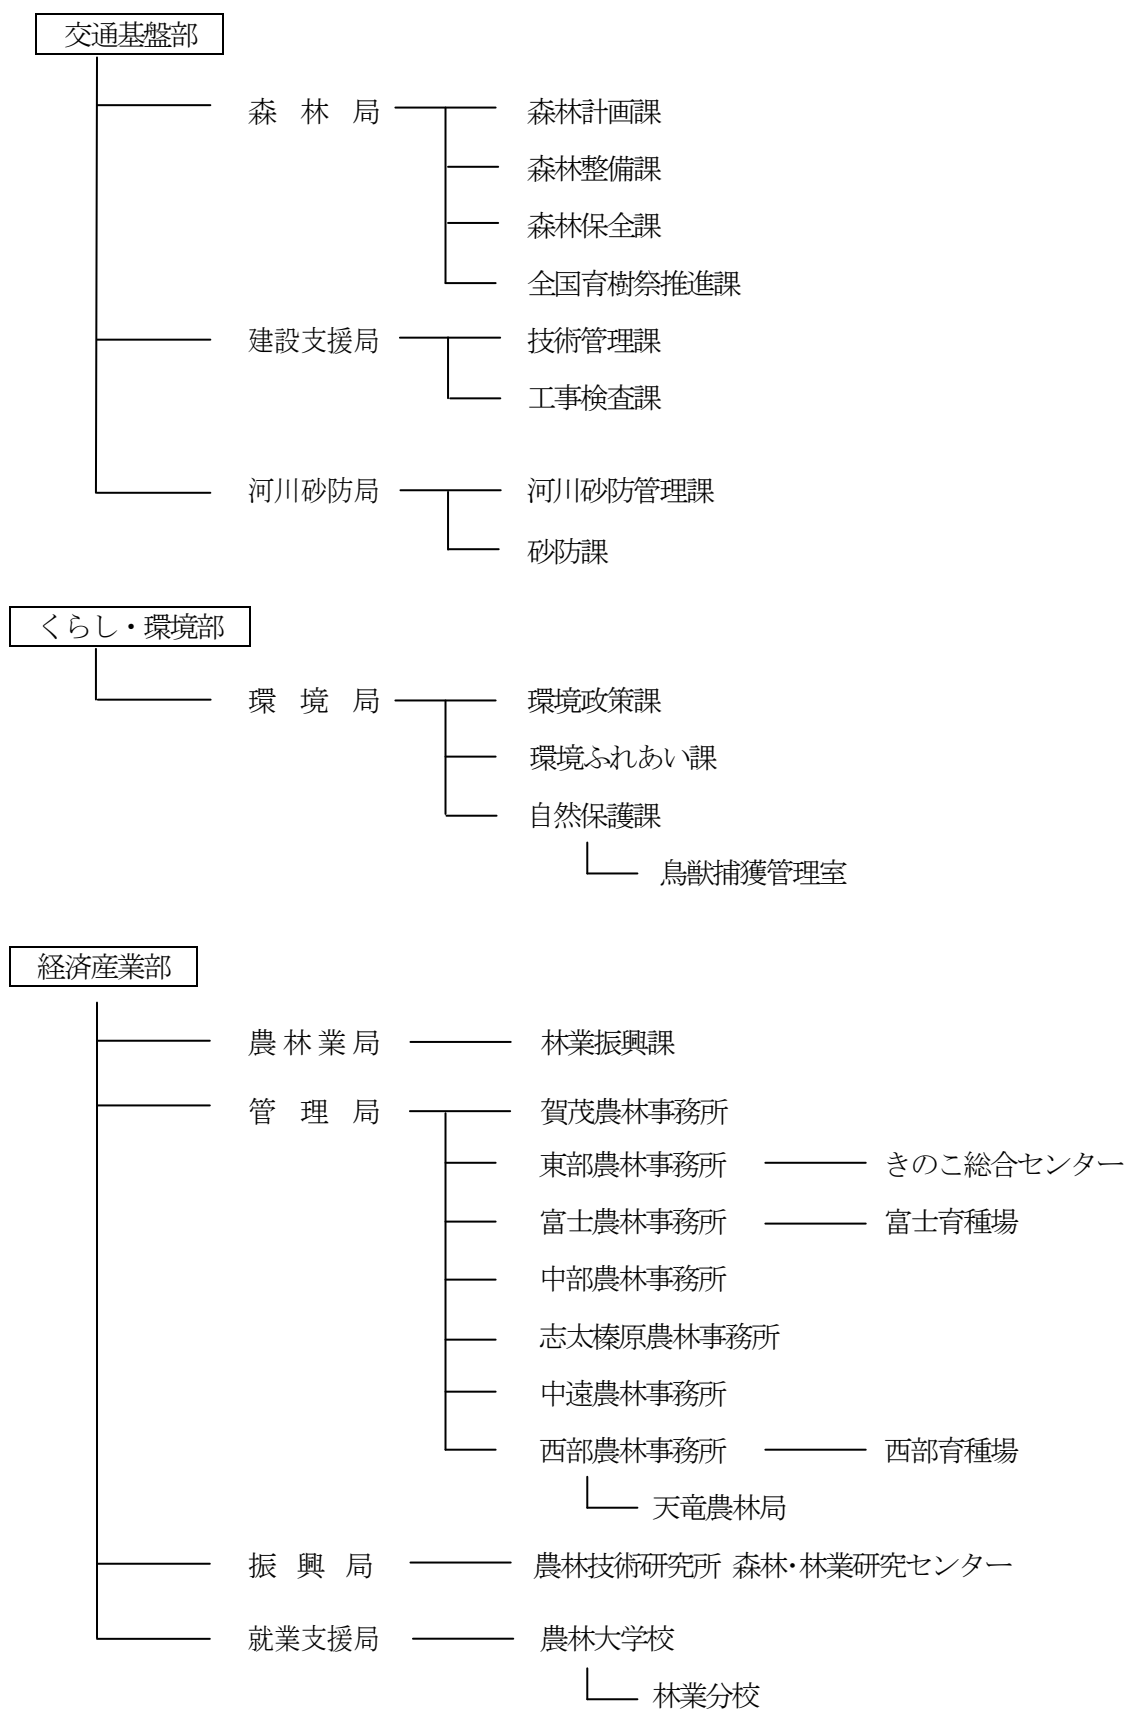 交通基盤部
森林局 森林計画課
森林整備課
森林保全課
全国育樹祭推進課
建設支援局 技術管理課
工事検査課
河川砂防局 河川砂防管理課
砂防課
くらし・環境部
環境局 環境政策課
環境ふれあい課
自然保護課
鳥獣捕獲管理室
経済産業部
農林業局 林業振興課
管理局 賀茂農林事務所
東部農林事務所 きのこ総合センター
富士農林事務所 富士育種場
中部農林事務所
志太榛原農林事務所
中遠農林事務所
西部農林事務所 西部育種場
天竜農林局
振興局 農林技術研究所 森林・林業研究センター
就業支援局 農林大学校
林業分校